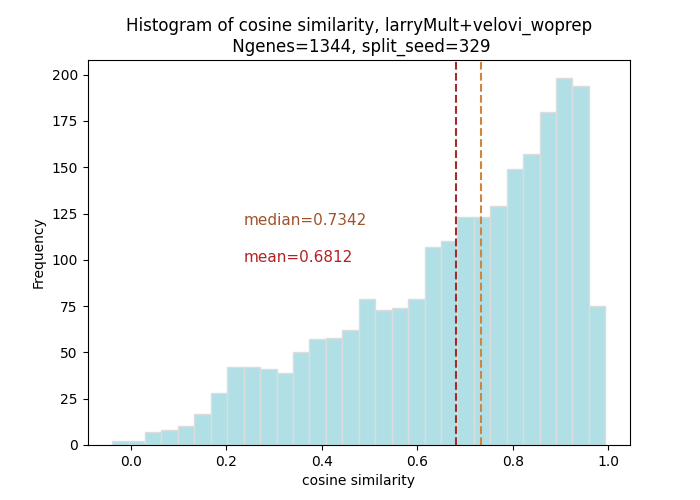 Histogram of cosine similarity, larryMult+velovi_woprep
Ngenes=1344, split_seed=329
200
175
150
125
100
75
50
25
0
Frequency
median=0.7342
mean=0.6812
0.0 0.2 0.4 0.6 0.8 1.0
cosine similarity